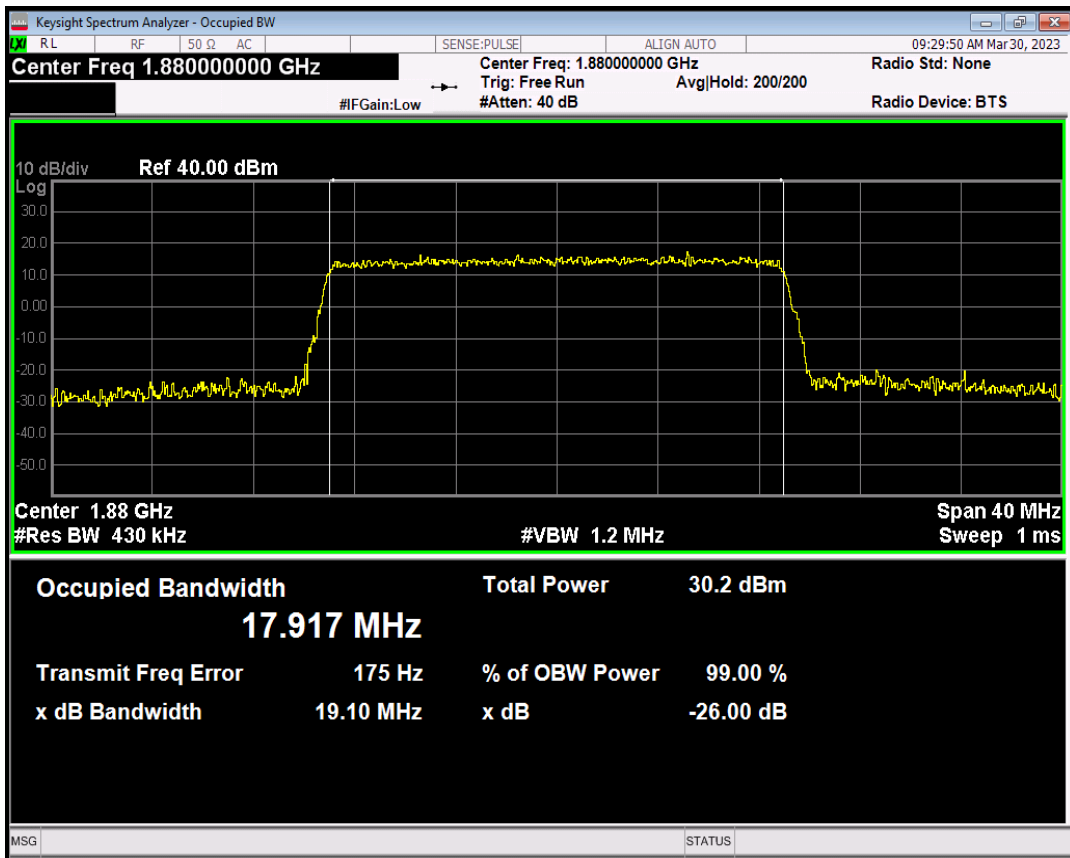 Keysight Spectrum Analyzer - Occupied BW
LXI RL RF 50 Ω AC SENSE:PULSE ALIGN AUTO 09:29:50 AM Mar 30, 2023
Center Freq 1.880000000 GHz Center Freq: 1.880000000 GHz Radio Std: None
Trig: Free Run Avg|Hold: 200/200
#IFGain:Low #Atten: 40 dB Radio Device: BTS
10 dB/div Ref 40.00 dBm
Log
30.0
20.0
10.0
0.00
-10.0
-20.0
-30.0
-40.0
-50.0
Center 1.88 GHz Span 40 MHz
#Res BW 430 kHz #VBW 1.2 MHz Sweep 1 ms
Occupied Bandwidth Total Power 30.2 dBm
17.917 MHz
Transmit Freq Error 175 Hz % of OBW Power 99.00 %
x dB Bandwidth 19.10 MHz x dB -26.00 dB
MSG STATUS